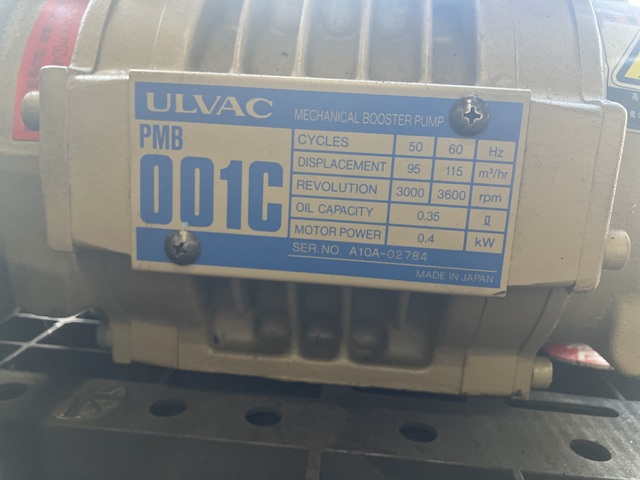 ULVAC
MECHANICAL BOOSTER PUMP
PMB
001C
CYCLES 50 60 Hz
DISPLACEMENT 95 115 m³/hr
REVOLUTION 3000 3600 rpm
OIL CAPACITY 0.35 ℓ
MOTOR POWER 0.4 kW
SER.NO. A10A-02784
MADE IN JAPAN